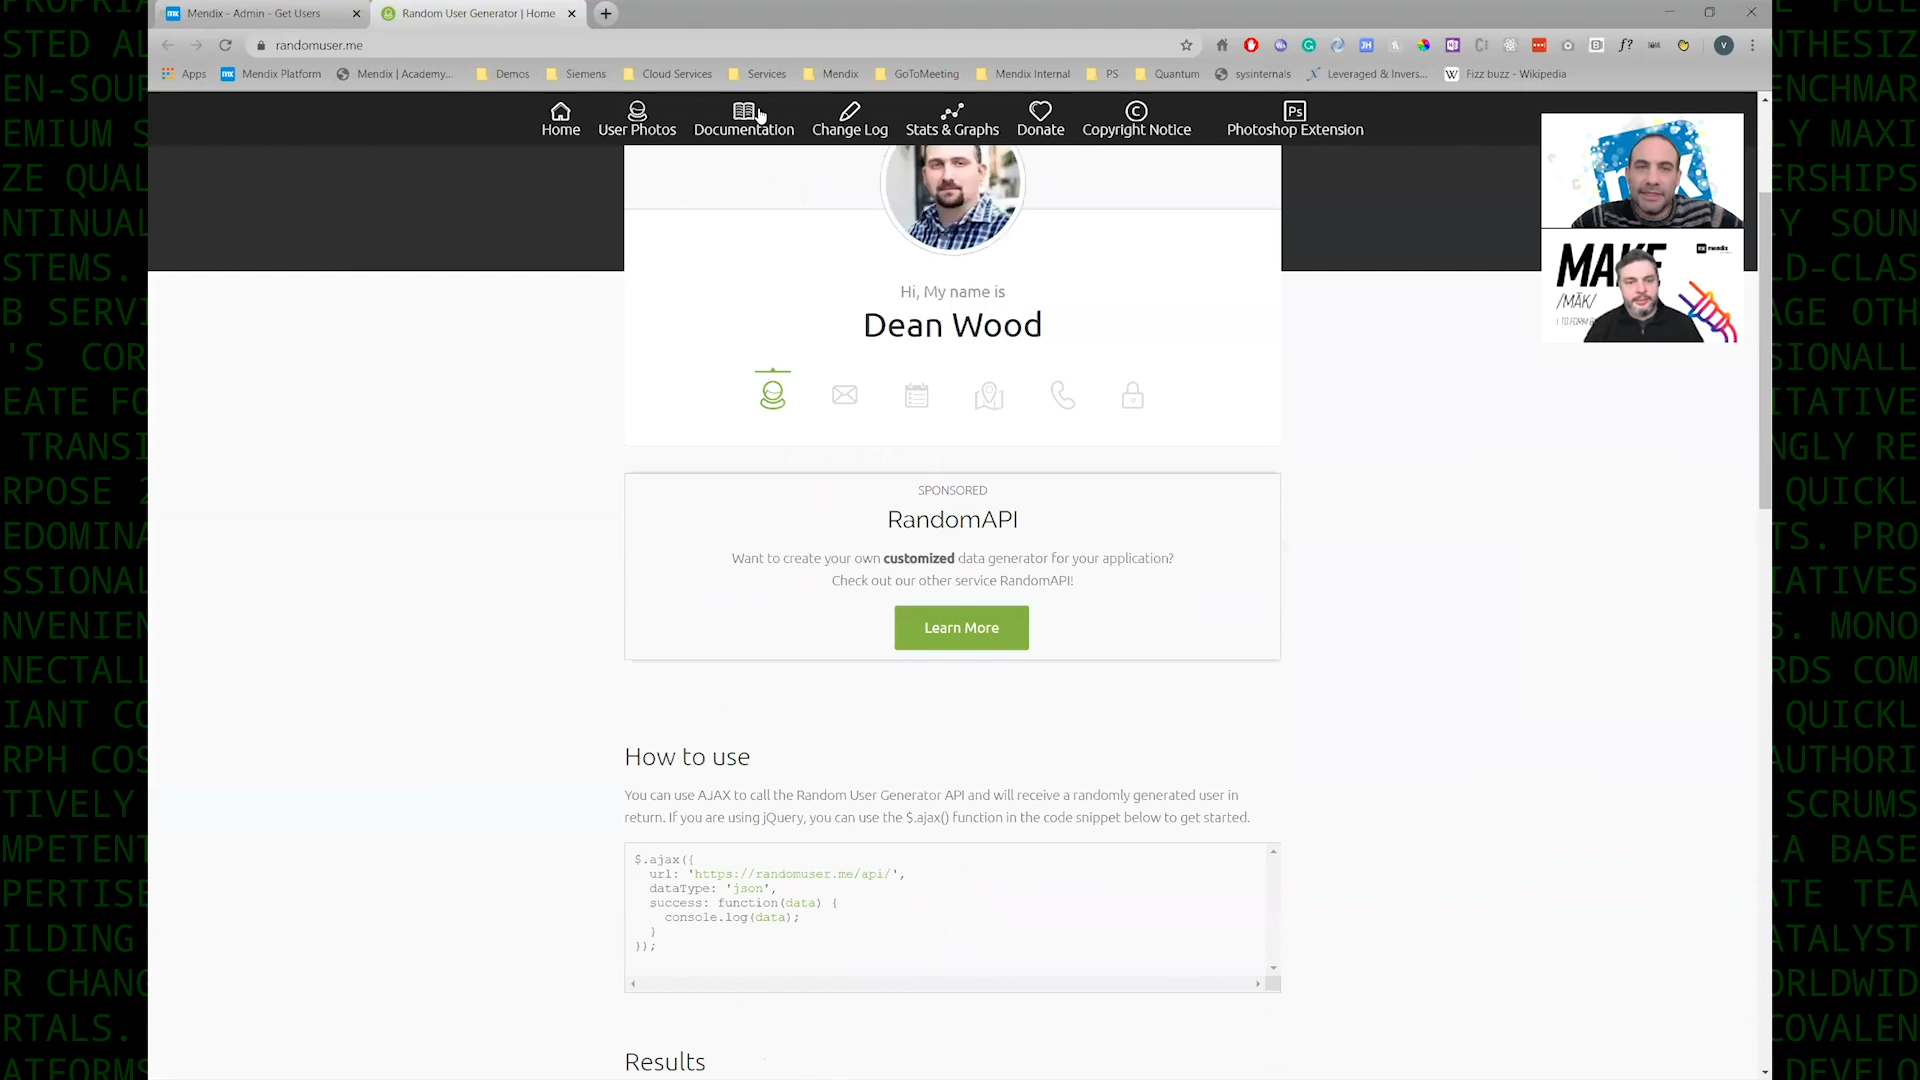 Mendix - Admin - Get Users
Random User Generator | Home
randomuser.me
Apps
Mendix Platform
Mendix | Academy...
Demos
Siemens
Cloud Services
Services
Mendix
GoToMeeting
Mendix Internal
PS
Quantum
sysinternals
Leveraged & Invers...
Fizz buzz - Wikipedia
Home
User Photos
Documentation
Change Log
Stats & Graphs
Donate
Copyright Notice
Photoshop Extension
MAKE
/MĀK/
mendix
Hi, My name is
Dean Wood
SPONSORED
RandomAPI
Want to create your own customized data generator for your application?
Check out our other service RandomAPI!
Learn More
How to use
You can use AJAX to call the Random User Generator API and will receive a randomly generated user in
return. If you are using jQuery, you can use the $.ajax() function in the code snippet below to get started.
$.ajax({
url: 'https://randomuser.me/api/',
dataType: 'json',
success: function(data) {
console.log(data);
}
});
Results